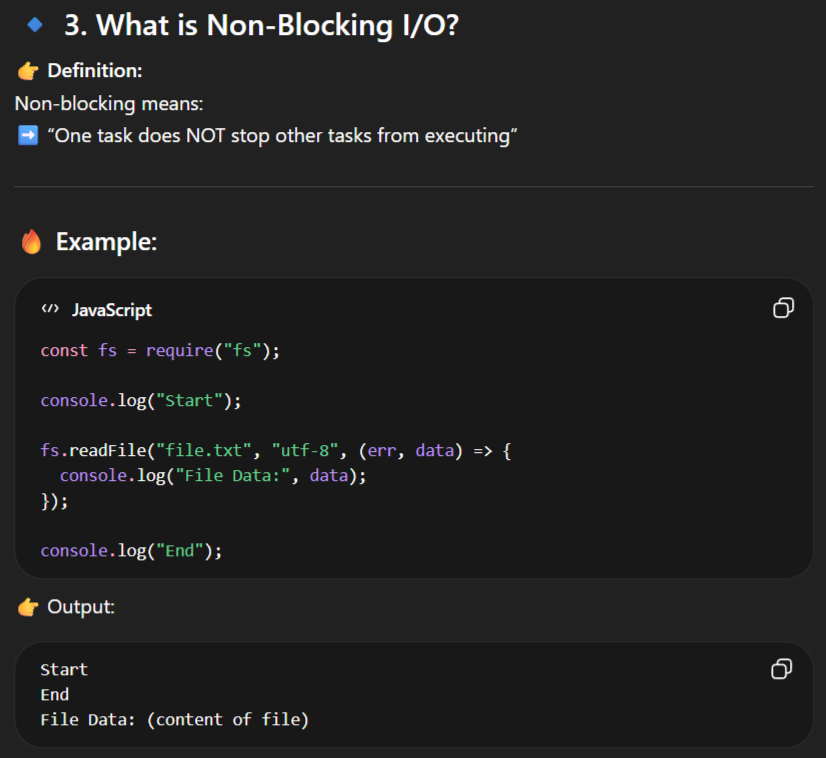 🔹 3. What is Non-Blocking I/O?
👉 Definition:
Non-blocking means:
➡️ “One task does NOT stop other tasks from executing”
🔥 Example:
</> JavaScript
const fs = require("fs");
console.log("Start");
fs.readFile("file.txt", "utf-8", (err, data) => {
  console.log("File Data:", data);
});
console.log("End");
👉 Output:
Start
End
File Data: (content of file)